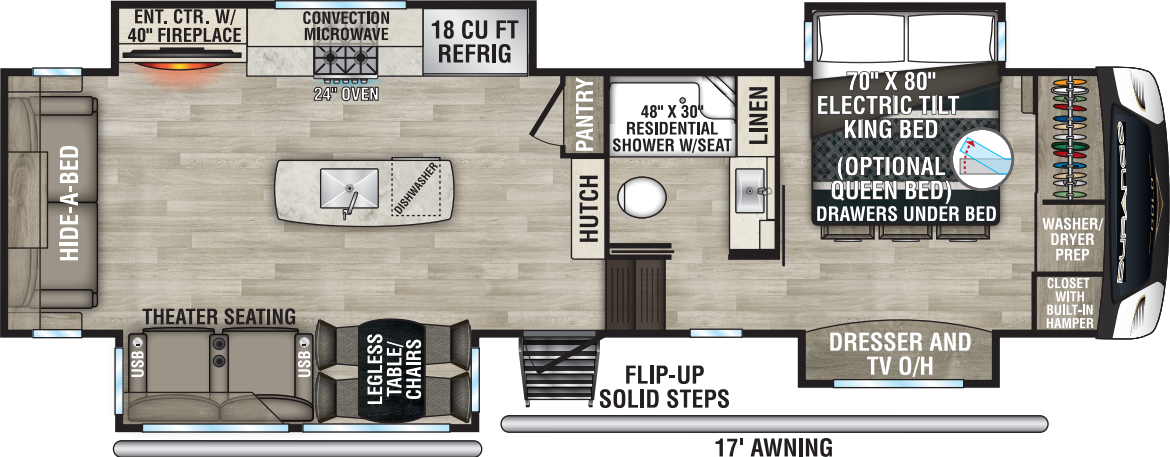 ENT. CTR. W/
40" FIREPLACE
CONVECTION
MICROWAVE
18 CU FT
REFRIG
24" OVEN
HIDE-A-BED
DISHWASHER
PANTRY
HUTCH
48" X 30"
RESIDENTIAL
SHOWER W/SEAT
LINEN
70" X 80"
ELECTRIC TILT
KING BED
(OPTIONAL
QUEEN BED)
DRAWERS UNDER BED
WASHER/
DRYER
PREP
CLOSET
WITH
BUILT-IN
HAMPER
DURANGO
THEATER SEATING
USB
USB
LEGLESS
TABLE/
CHAIRS
DRESSER AND
TV O/H
FLIP-UP
SOLID STEPS
17' AWNING